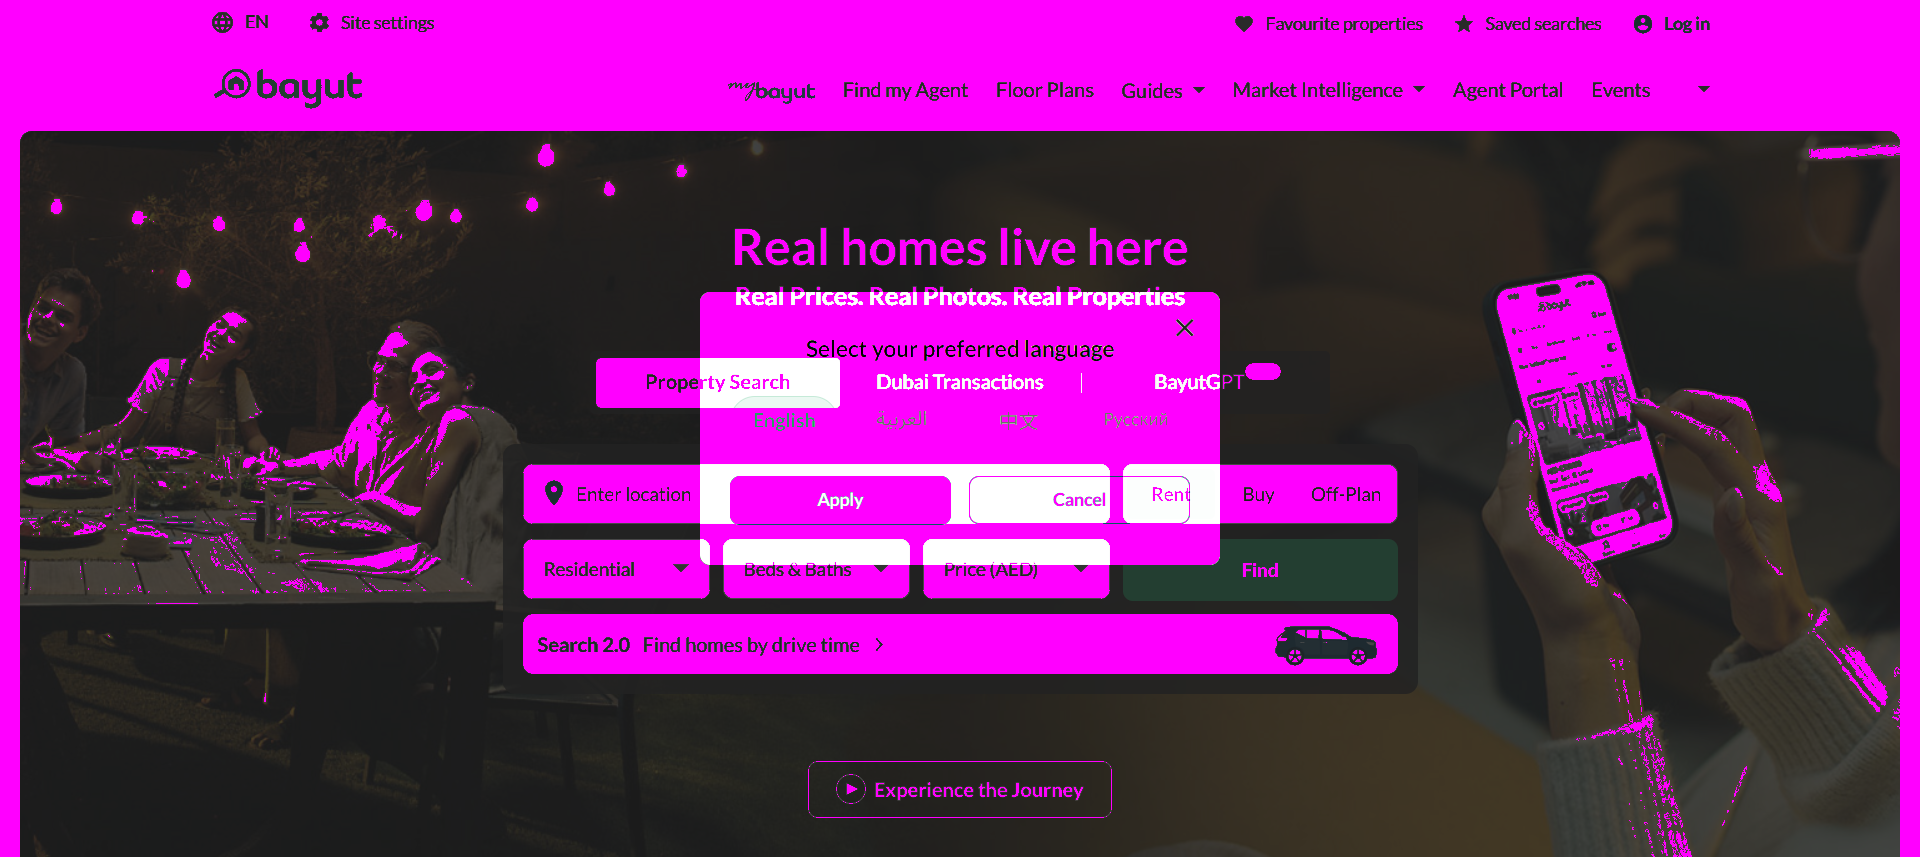 EN
Site settings
Favourite properties
Saved searches
Log in
bayut
mybayut
Find my Agent
Floor Plans
Guides
Market Intelligence
Agent Portal
Events
Real homes live here
Real Prices. Real Photos. Real Properties
Select your preferred language
Property Search
Dubai Transactions
BayutGPT
English
العربية
中文
Русский
Enter location
Apply
Cancel
Rent
Buy
Off-Plan
Residential
Beds & Baths
Price (AED)
Find
Search 2.0 Find homes by drive time
Experience the Journey
bayut